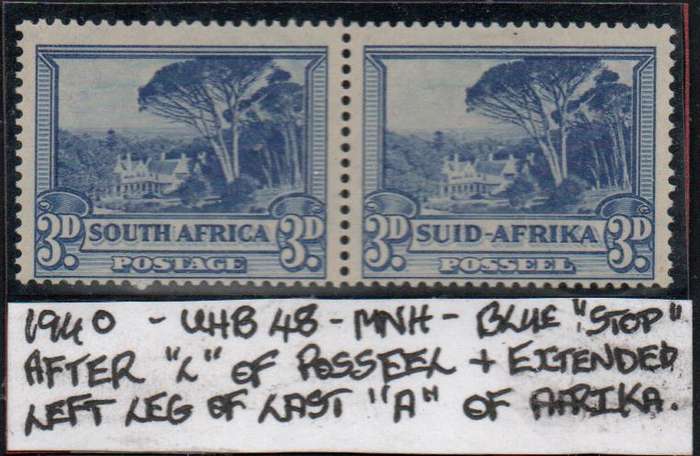 3D SOUTH AFRICA 3D
POSTAGE
3D SUID-AFRIKA 3D
POSSEEL
1940 - UHB 48 - MNH - BLUE "STOP"
AFTER "L" OF POSSEEL + EXTENDED
LEFT LEG OF LAST "A" OF AFRIKA.